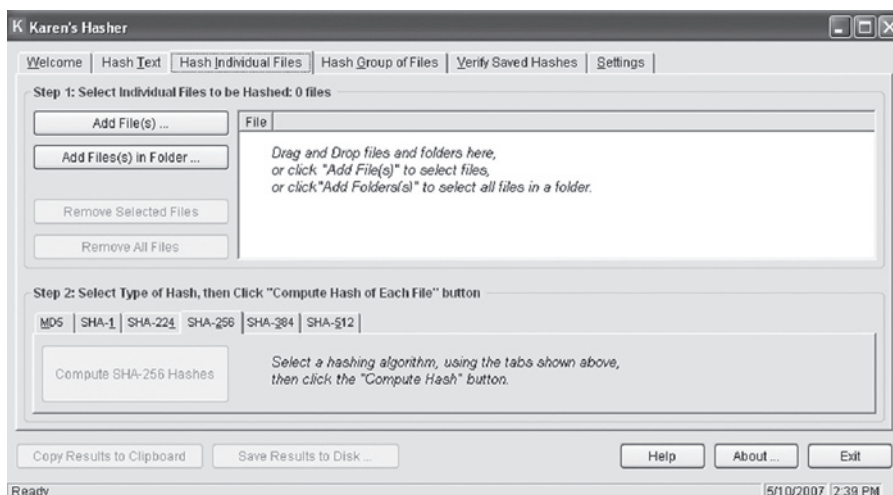 K Karen's Hasher
Welcome Hash Text Hash Individual Files Hash Group of Files Verify Saved Hashes Settings
Step 1: Select Individual Files to be Hashed: 0 files
Add File(s) ...
File
Add Files(s) in Folder ...
Drag and Drop files and folders here,
or click "Add File(s)" to select files,
or click"Add Folders(s)" to select all files in a folder.
Remove Selected Files
Remove All Files
Step 2: Select Type of Hash, then Click "Compute Hash of Each File" button
MD5 SHA-1 SHA-224 SHA-256 SHA-384 SHA-512
Compute SHA-256 Hashes
Select a hashing algorithm, using the tabs shown above,
then click the "Compute Hash" button.
Copy Results to Clipboard Save Results to Disk ... Help About ... Exit
Ready 5/10/2007 2:39 PM